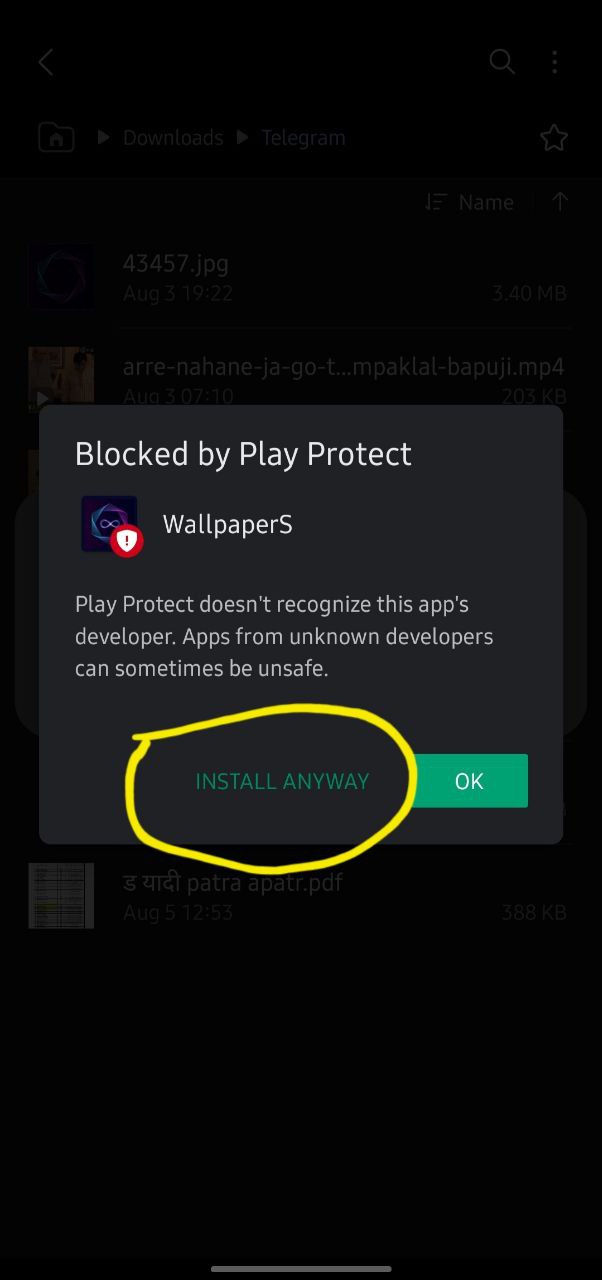 Downloads
Telegram
Name
43457.jpg
Aug 3 19:22
3.40 MB
arre-nahane-ja-go-t...mpaklal-bapuji.mp4
Aug 3 07:10
203 KB
Blocked by Play Protect
WallpaperS
Play Protect doesn't recognize this app's
developer. Apps from unknown developers
can sometimes be unsafe.
INSTALL ANYWAY
OK
ड यादी patra apatr.pdf
Aug 5 12:53
388 KB